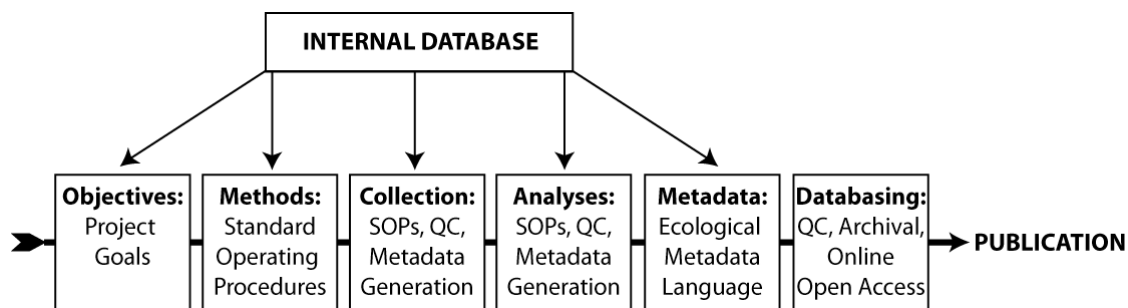 INTERNAL DATABASE
Objectives:
Project
Goals
Methods:
Standard
Operating
Procedures
Collection:
SOPs, QC,
Metadata
Generation
Analyses:
SOPs, QC,
Metadata
Generation
Metadata:
Ecological
Metadata
Language
Databasing:
QC, Archival,
Online
Open Access
PUBLICATION